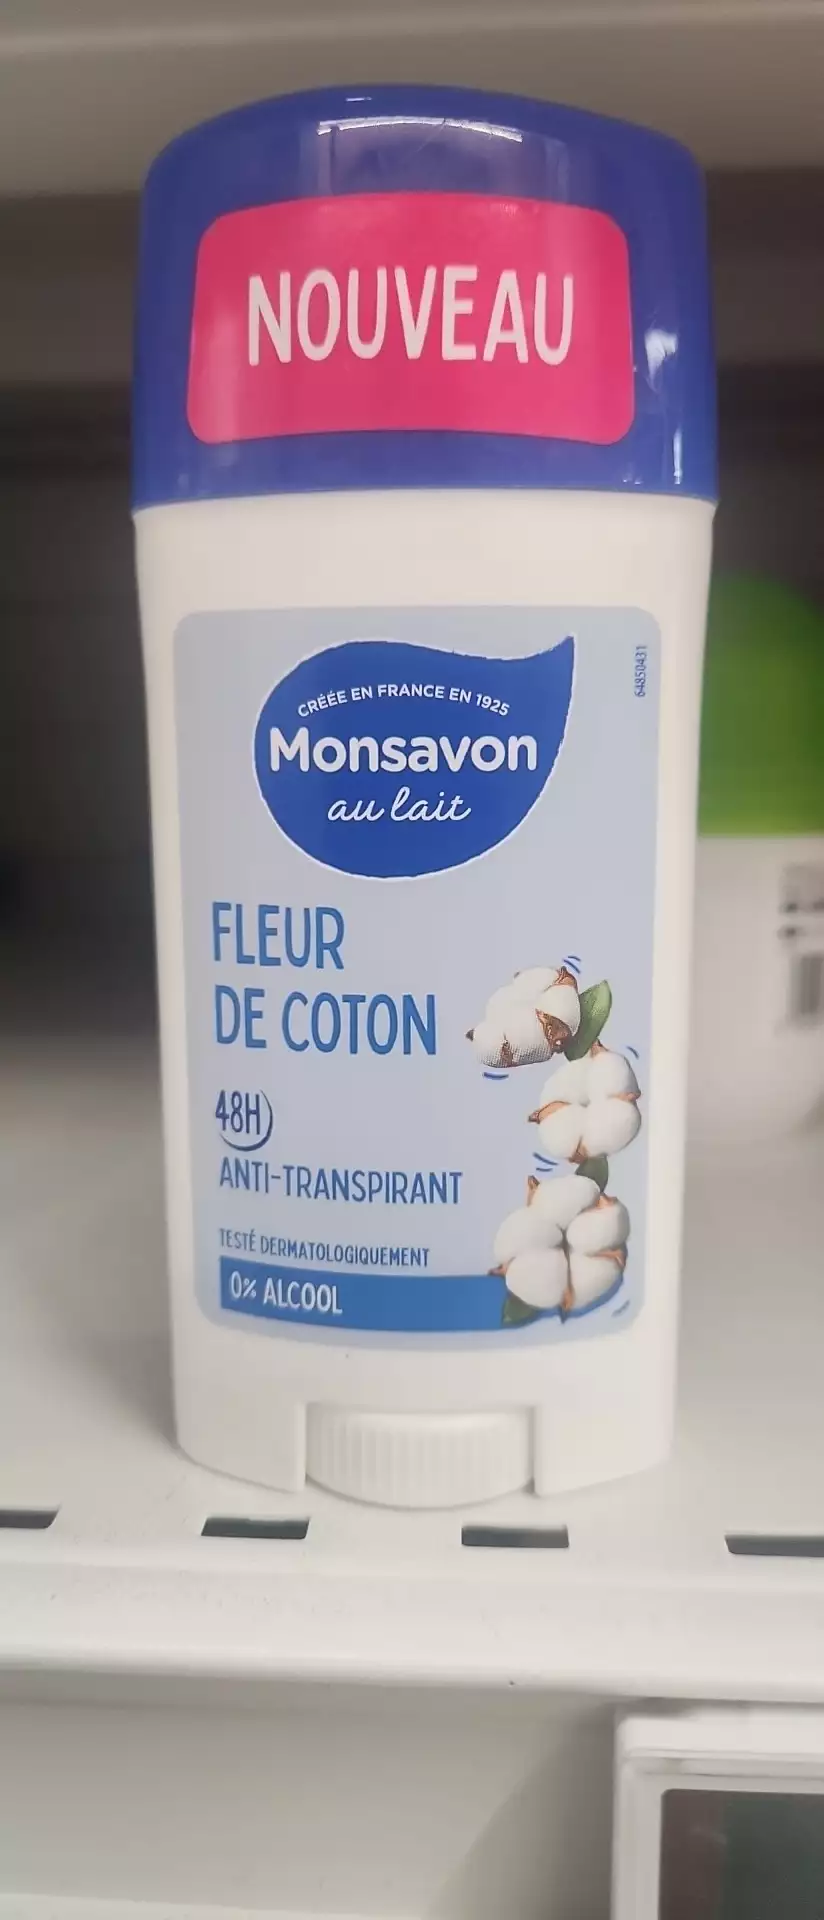 NOUVEAU
CRÉÉE EN FRANCE EN 1925
Monsavon
au lait
64850431
FLEUR
DE COTON
48H
ANTI-TRANSPIRANT
TESTÉ DERMATOLOGIQUEMENT
0% ALCOOL